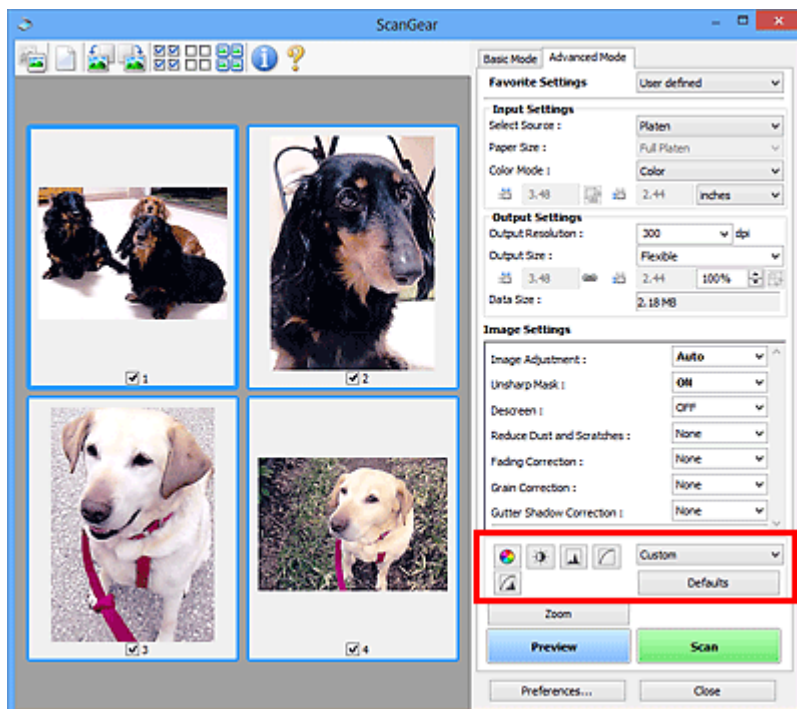 ScanGear
Basic Mode Advanced Mode
Favorite Settings User defined
Input Settings
Select Source : Platen
Paper Size : Full Platen
Color Mode : Color
3.48 2.44 inches
Output Settings
Output Resolution : 300 dpi
Output Size : Flexible
3.48 2.44 100%
Data Size : 2.18 MB
Image Settings
Image Adjustment : Auto
Unsharp Mask : ON
Descreen : OFF
Reduce Dust and Scratches : None
Fading Correction : None
Grain Correction : None
Gutter Shadow Correction : None
Custom
Defaults
Zoom
Preview Scan
Preferences... Close
1 2
3 4